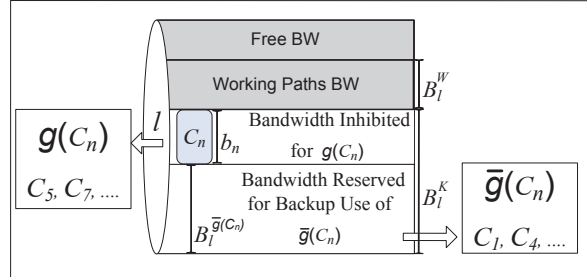 Free BW
Working Paths BW
B_l^W
l
g(C_n)
C_5, C_7, ....
C_n
b_n
Bandwidth Inhibited
for g(C_n)
B_l^K
Bandwidth Reserved
for Backup Use of
g̅(C_n)
B_l^{g̅(C_n)}
g̅(C_n)
C_1, C_4, ....